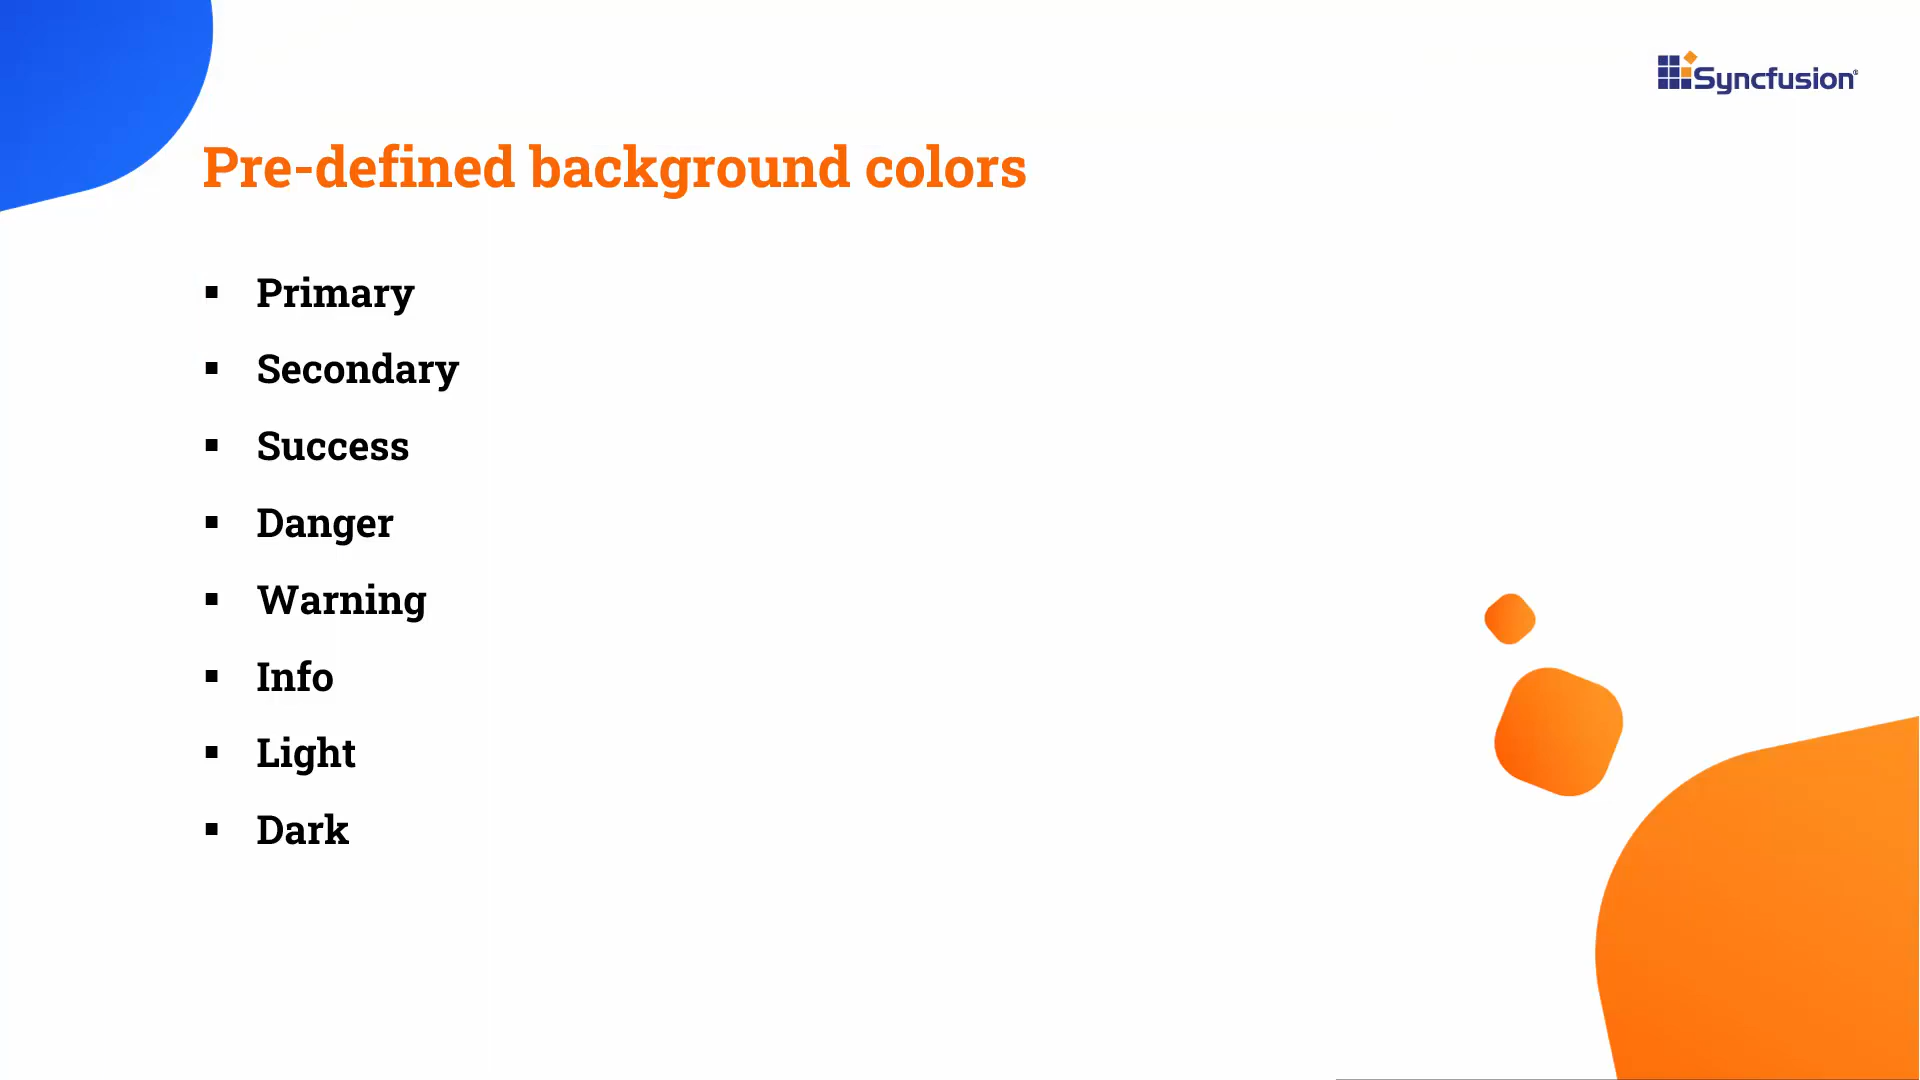 Syncfusion®
Pre-defined background colors
▪ Primary
▪ Secondary
▪ Success
▪ Danger
▪ Warning
▪ Info
▪ Light
▪ Dark